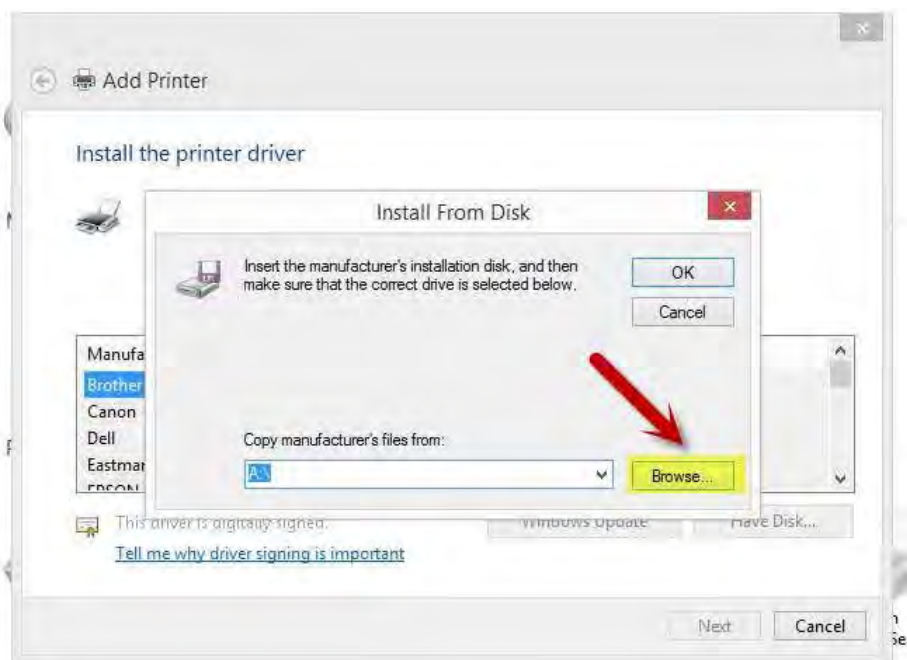 Add Printer
Install the printer driver
Install From Disk
Insert the manufacturer's installation disk, and then
make sure that the correct drive is selected below.
OK
Cancel
Manufa
Brother
Canon
Dell
Eastmar
EPSON
Copy manufacturer's files from:
A:\
Browse...
This driver is digitally signed.
Windows Update
Have Disk...
Tell me why driver signing is important
Next
Cancel